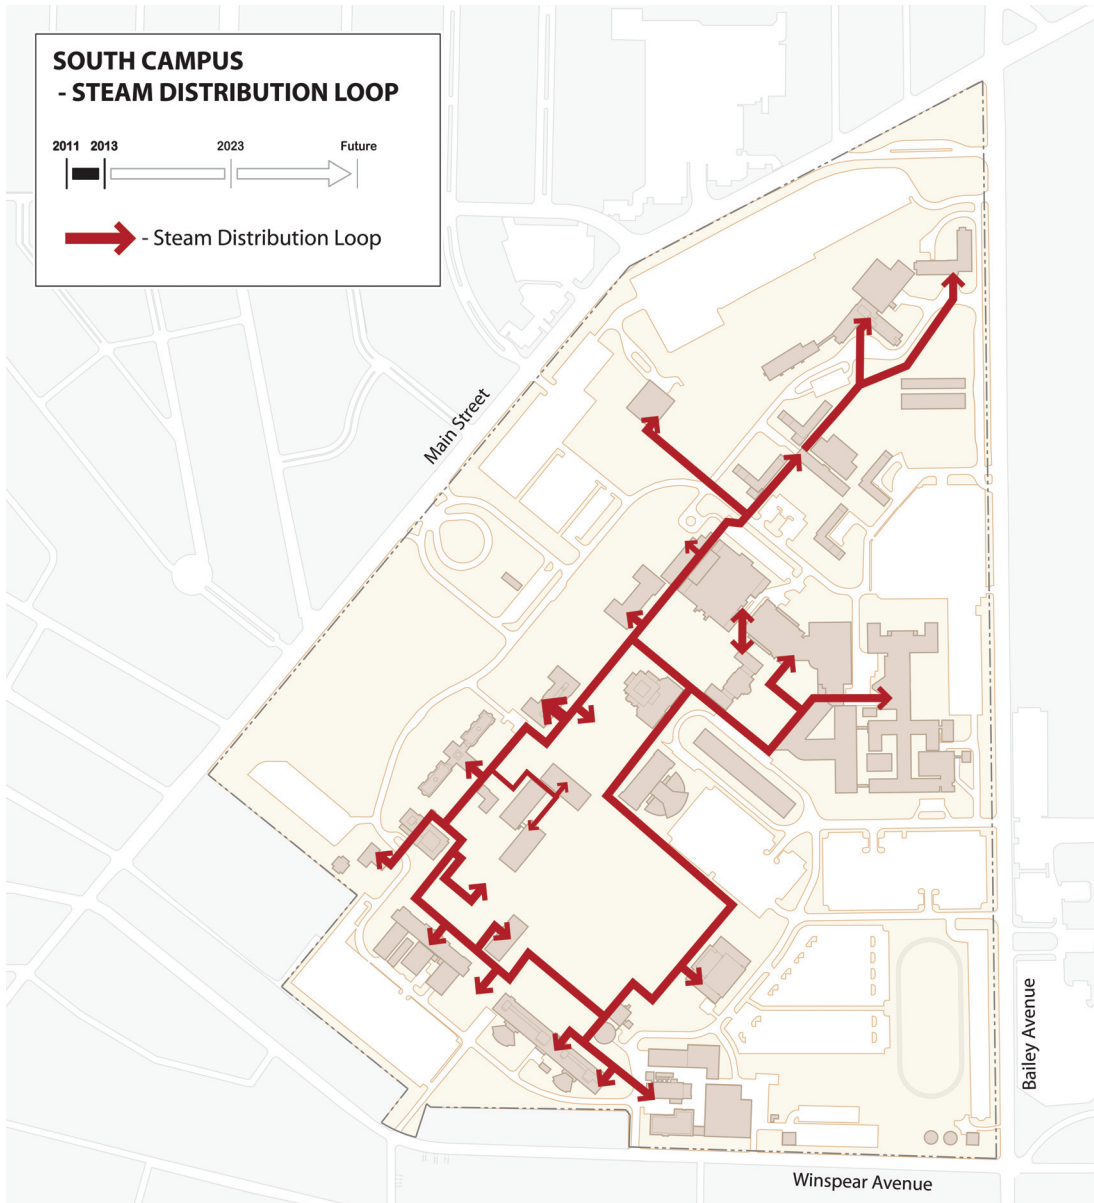 SOUTH CAMPUS
- STEAM DISTRIBUTION LOOP
2011 2013 2023 Future
- Steam Distribution Loop
Main Street
Bailey Avenue
Winspear Avenue